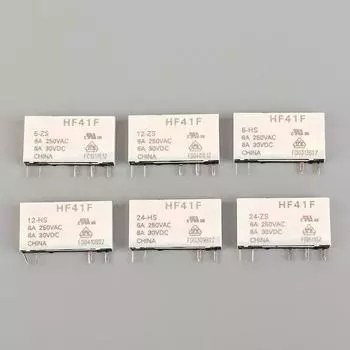 HF41F
5-ZS
6A 250VAC
6A 30VDC
CHINA
HF41F
12-ZS
6A 250VAC
6A 30VDC
CHINA
HF41F
5-HS
6A 250VAC
6A 30VDC
CHINA
HF41F
12-HS
6A 250VAC
6A 30VDC
CHINA
HF41F
24-HS
6A 250VAC
6A 30VDC
CHINA
HF41F
24-ZS
6A 250VAC
6A 30VDC
CHINA